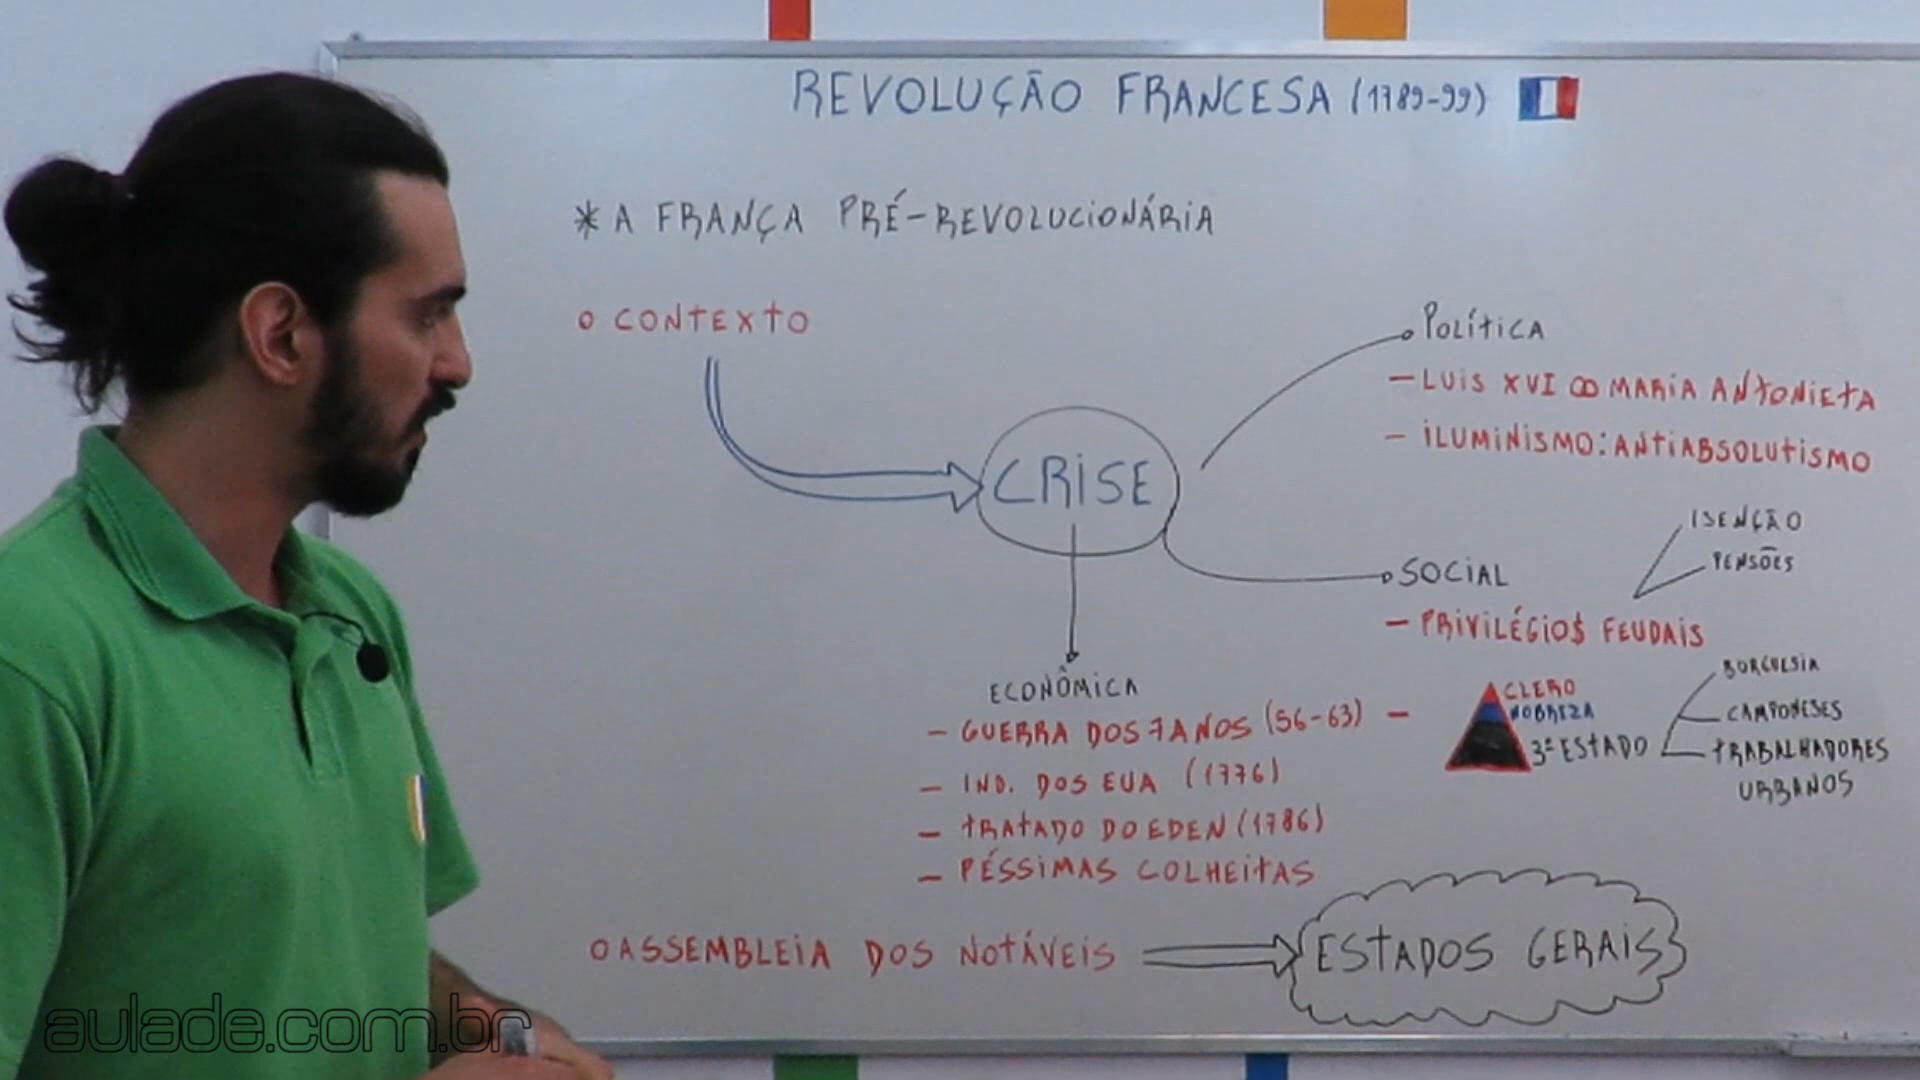 REVOLUÇÃO FRANCESA (1789-99)
* A FRANÇA PRÉ-REVOLUCIONÁRIA
O CONTEXTO
CRISE
POLÍTICA
- LUIS XVI ∞ MARIA ANTONIETA
- ILUMINISMO: ANTIABSOLUTISMO
SOCIAL
ISENÇÃO
PENSÕES
- PRIVILÉGIO$ FEUDAIS
- CLERO
NOBREZA
3º ESTADO
BURGUESIA
CAMPONESES
TRABALHADORES
URBANOS
ECONÔMICA
- GUERRA DOS 7 ANOS (56-63)
- IND. DOS EUA (1776)
- TRATADO DO EDEN (1786)
- PÉSSIMAS COLHEITAS
O ASSEMBLEIA DOS NOTÁVEIS
ESTADOS GERAIS
aulade.com.br